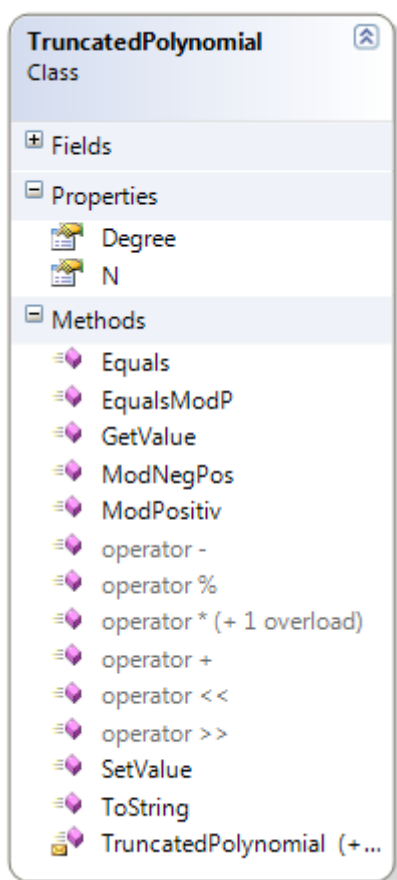 TruncatedPolynomial
Class
Fields
Properties
Degree
N
Methods
Equals
EqualsModP
GetValue
ModNegPos
ModPositiv
operator -
operator %
operator * (+ 1 overload)
operator +
operator <<
operator >>
SetValue
ToString
TruncatedPolynomial (+...